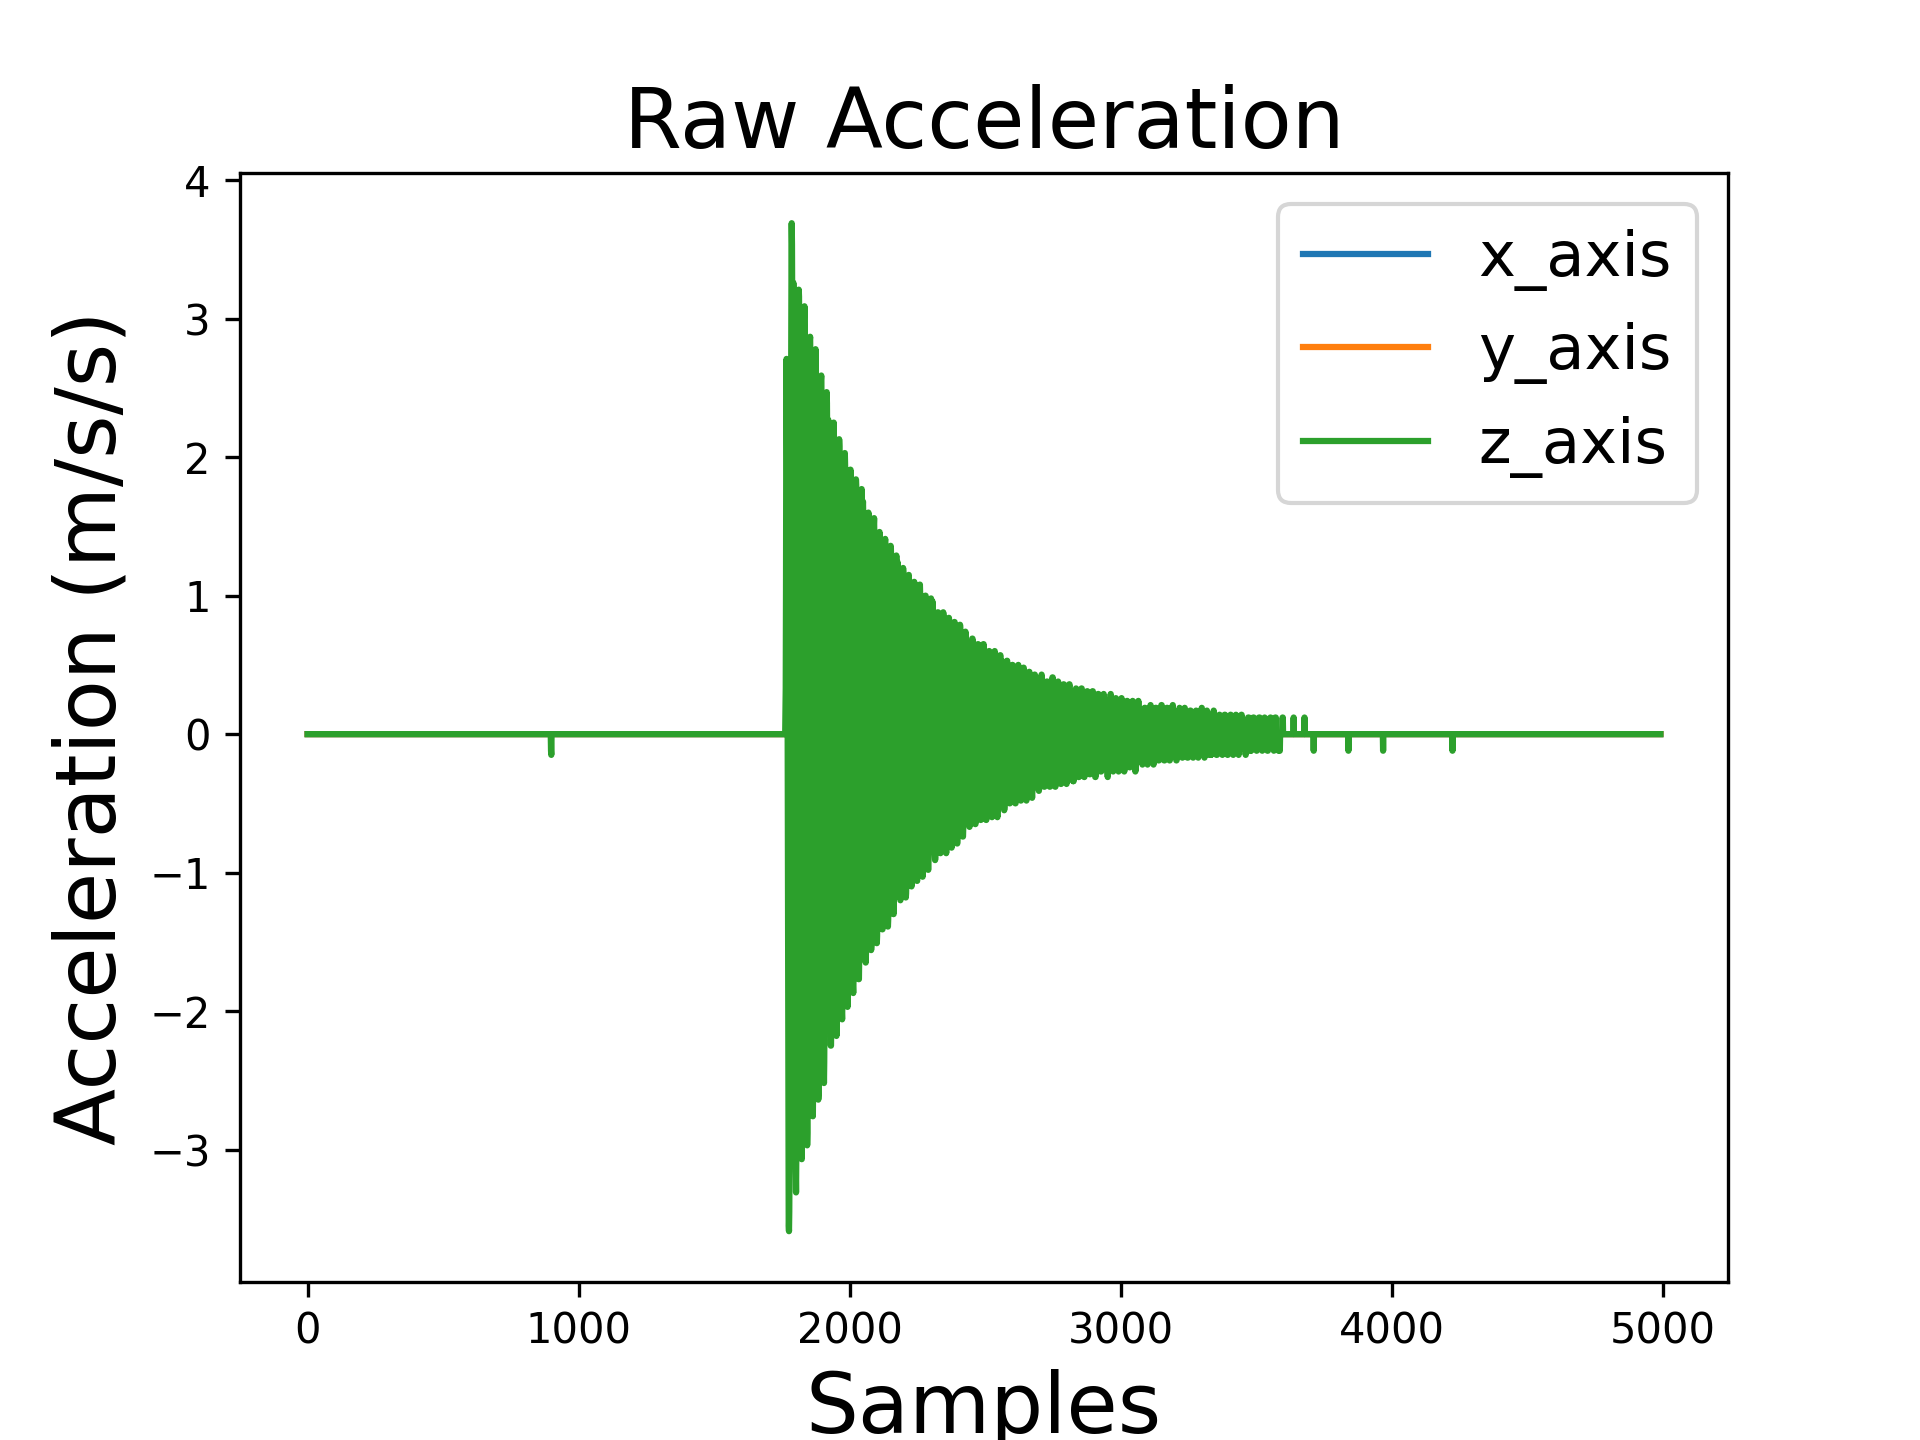 Raw Acceleration
Acceleration (m/s/s)
4
3
2
1
0
−1
−2
−3
x_axis
y_axis
z_axis
0 1000 2000 3000 4000 5000
Samples